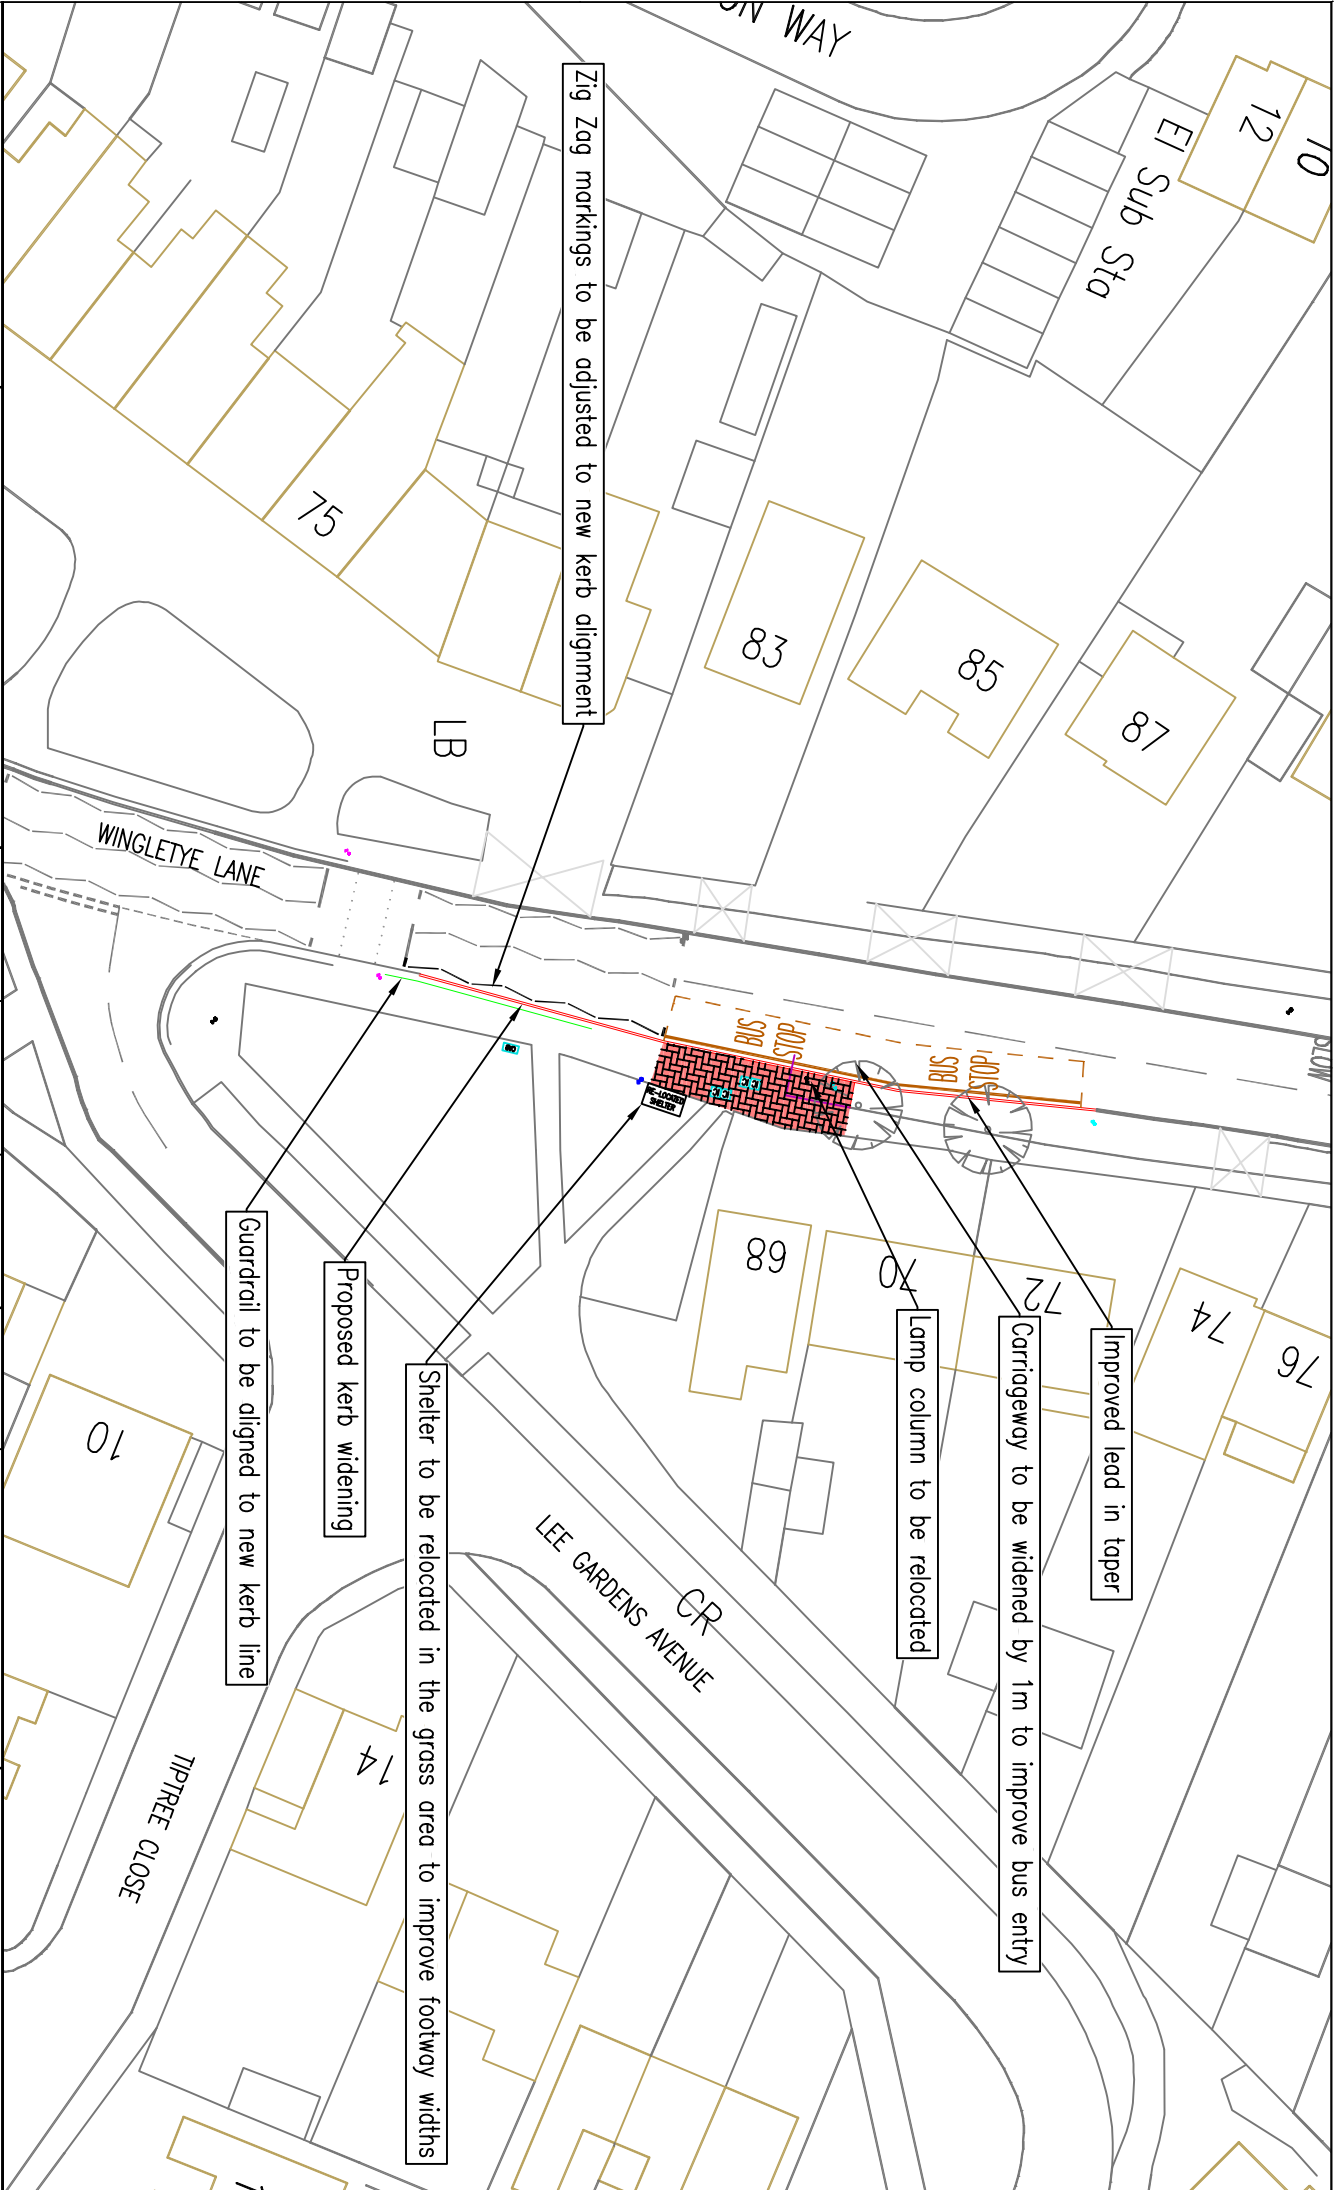 WAY
El Sub Sta
12
10
Zig Zag markings to be adjusted to new kerb alignment
75
83
85
87
LB
WINGLETYE LANE
BUS
STOP
BUS
STOP
RE-LOCATED
SHELTER
68
70
72
74
76
Improved lead in taper
Carriageway to be widened by 1m to improve bus entry
Lamp column to be relocated
Shelter to be relocated in the grass area to improve footway widths
Proposed kerb widening
Guardrail to be aligned to new kerb line
10
14
CR
LEE GARDENS AVENUE
TIPTREE CLOSE